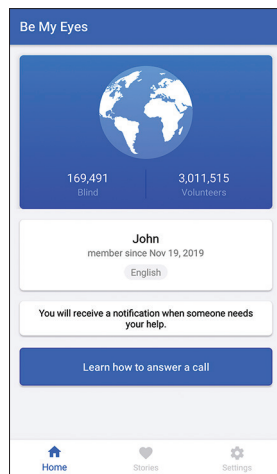 Be My Eyes
169,491
3,011,515
Blind
Volunteers
John
member since Nov 19, 2019
English
You will receive a notification when someone needs
your help.
Learn how to answer a call
Home
Stories
Settings